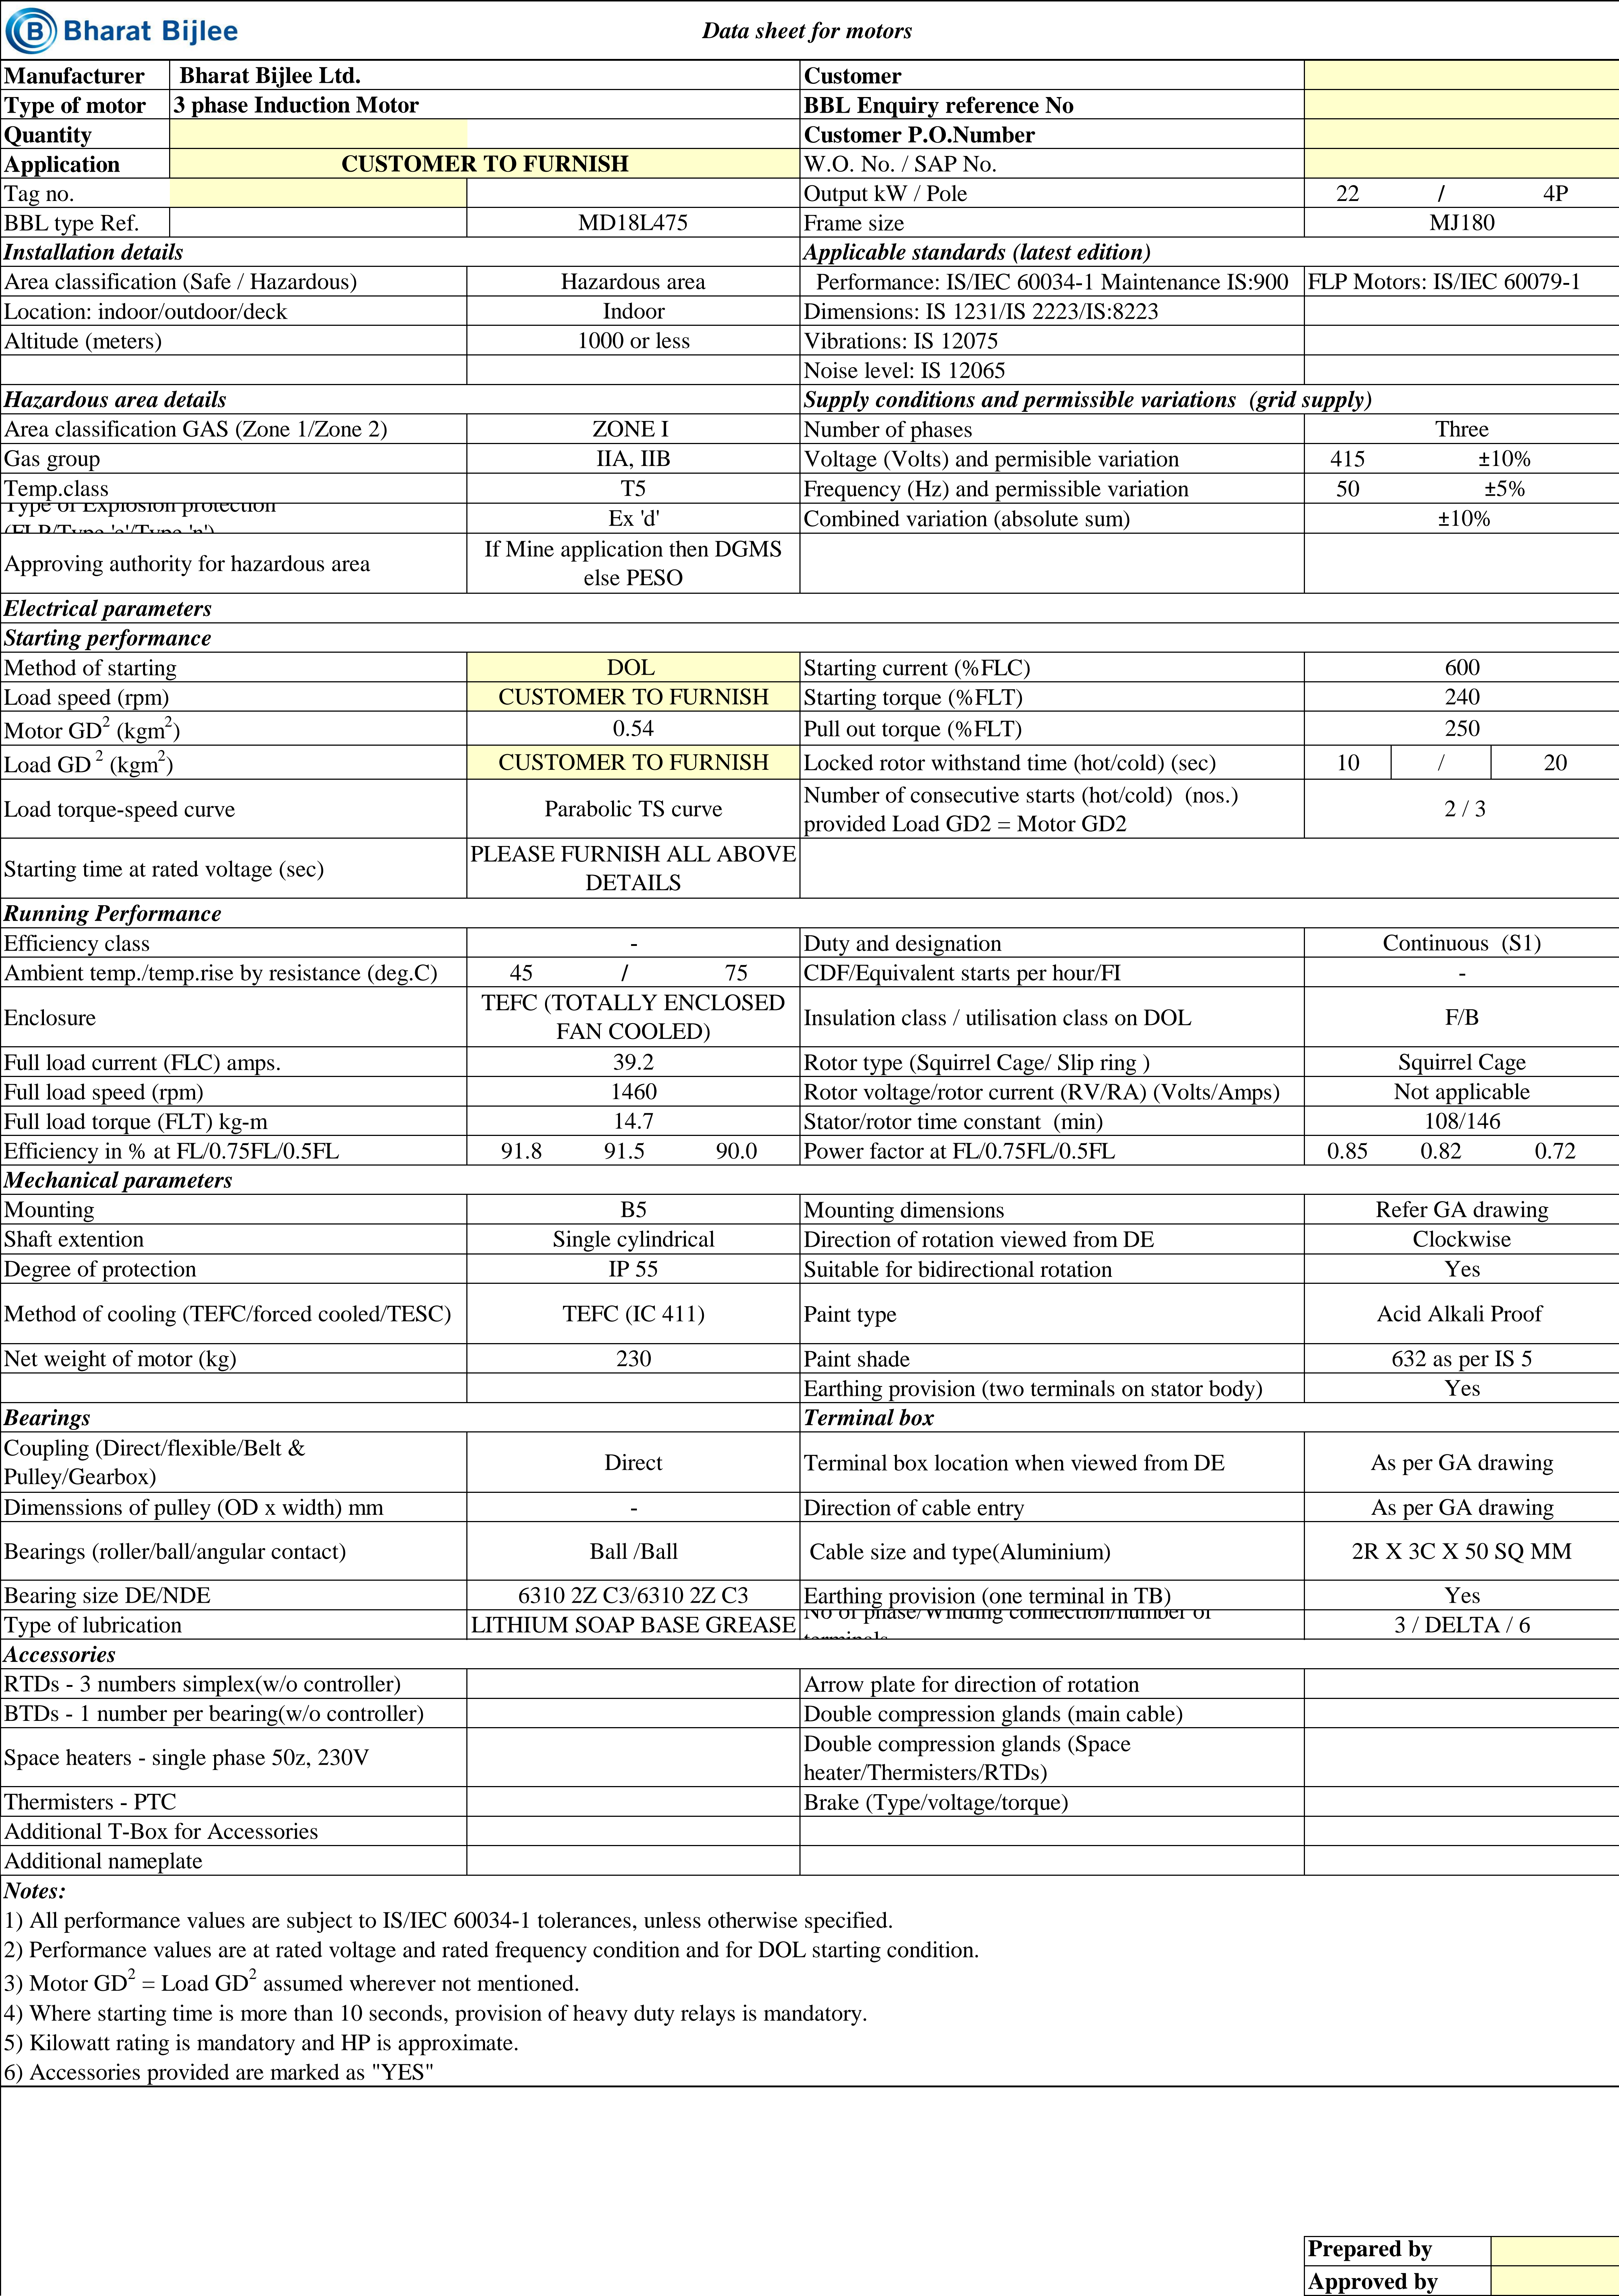 B Bharat Bijlee
Data sheet for motors
Manufacturer Bharat Bijlee Ltd. Customer
Type of motor 3 phase Induction Motor BBL Enquiry reference No
Quantity Customer P.O.Number
Application CUSTOMER TO FURNISH W.O. No. / SAP No.
Tag no. Output kW / Pole 22 / 4P
BBL type Ref. MD18L475 Frame size MJ180
Installation details Applicable standards (latest edition)
Area classification (Safe / Hazardous) Hazardous area Performance: IS/IEC 60034-1 Maintenance IS:900 FLP Motors: IS/IEC 60079-1
Location: indoor/outdoor/deck Indoor Dimensions: IS 1231/IS 2223/IS:8223
Altitude (meters) 1000 or less Vibrations: IS 12075
Noise level: IS 12065
Hazardous area details Supply conditions and permissible variations (grid supply)
Area classification GAS (Zone 1/Zone 2) ZONE I Number of phases Three
Gas group IIA, IIB Voltage (Volts) and permisible variation 415 ±10%
Temp.class T5 Frequency (Hz) and permissible variation 50 ±5%
Type of Explosion protection
(FLP/Type 'e'/Type 'n') Ex 'd' Combined variation (absolute sum) ±10%
Approving authority for hazardous area If Mine application then DGMS
else PESO
Electrical parameters
Starting performance
Method of starting DOL Starting current (%FLC) 600
Load speed (rpm) CUSTOMER TO FURNISH Starting torque (%FLT) 240
Motor GD2 (kgm2) 0.54 Pull out torque (%FLT) 250
Load GD 2 (kgm2) CUSTOMER TO FURNISH Locked rotor withstand time (hot/cold) (sec) 10 / 20
Load torque-speed curve Parabolic TS curve Number of consecutive starts (hot/cold) (nos.)
provided Load GD2 = Motor GD2 2 / 3
Starting time at rated voltage (sec) PLEASE FURNISH ALL ABOVE
DETAILS
Running Performance
Efficiency class - Duty and designation Continuous (S1)
Ambient temp./temp.rise by resistance (deg.C) 45 / 75 CDF/Equivalent starts per hour/FI -
Enclosure TEFC (TOTALLY ENCLOSED
FAN COOLED) Insulation class / utilisation class on DOL F/B
Full load current (FLC) amps. 39.2 Rotor type (Squirrel Cage/ Slip ring ) Squirrel Cage
Full load speed (rpm) 1460 Rotor voltage/rotor current (RV/RA) (Volts/Amps) Not applicable
Full load torque (FLT) kg-m 14.7 Stator/rotor time constant (min) 108/146
Efficiency in % at FL/0.75FL/0.5FL 91.8 91.5 90.0 Power factor at FL/0.75FL/0.5FL 0.85 0.82 0.72
Mechanical parameters
Mounting B5 Mounting dimensions Refer GA drawing
Shaft extention Single cylindrical Direction of rotation viewed from DE Clockwise
Degree of protection IP 55 Suitable for bidirectional rotation Yes
Method of cooling (TEFC/forced cooled/TESC) TEFC (IC 411) Paint type Acid Alkali Proof
Net weight of motor (kg) 230 Paint shade 632 as per IS 5
Earthing provision (two terminals on stator body) Yes
Bearings Terminal box
Coupling (Direct/flexible/Belt &
Pulley/Gearbox) Direct Terminal box location when viewed from DE As per GA drawing
Dimenssions of pulley (OD x width) mm - Direction of cable entry As per GA drawing
Bearings (roller/ball/angular contact) Ball /Ball Cable size and type(Aluminium) 2R X 3C X 50 SQ MM
Bearing size DE/NDE 6310 2Z C3/6310 2Z C3 Earthing provision (one terminal in TB) Yes
Type of lubrication LITHIUM SOAP BASE GREASE No of phase/Winding connection/number of
terminals 3 / DELTA / 6
Accessories
RTDs - 3 numbers simplex(w/o controller) Arrow plate for direction of rotation
BTDs - 1 number per bearing(w/o controller) Double compression glands (main cable)
Space heaters - single phase 50z, 230V Double compression glands (Space
heater/Thermisters/RTDs)
Thermisters - PTC Brake (Type/voltage/torque)
Additional T-Box for Accessories
Additional nameplate
Notes:
1) All performance values are subject to IS/IEC 60034-1 tolerances, unless otherwise specified.
2) Performance values are at rated voltage and rated frequency condition and for DOL starting condition.
3) Motor GD2 = Load GD2 assumed wherever not mentioned.
4) Where starting time is more than 10 seconds, provision of heavy duty relays is mandatory.
5) Kilowatt rating is mandatory and HP is approximate.
6) Accessories provided are marked as "YES"
Prepared by
Approved by